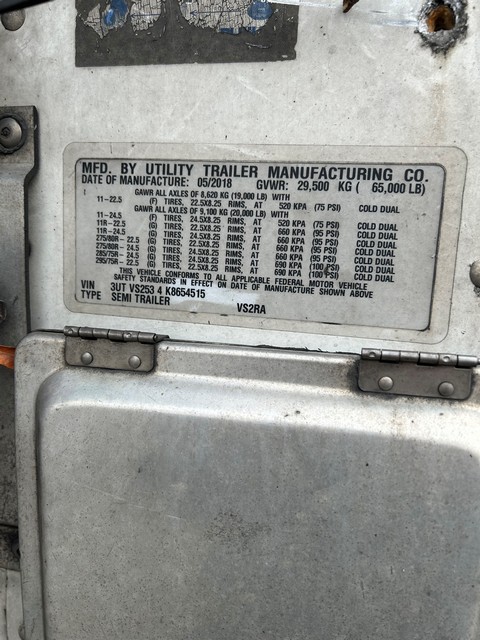 MFD. BY UTILITY TRAILER MANUFACTURING CO.
DATE OF MANUFACTURE: 05/2018 GVWR: 29,500 KG ( 65,000 LB)
GAWR ALL AXLES OF 8,620 KG (19,000 LB) WITH
11-22.5 (F) TIRES, 22.5X8.25 RIMS, AT 520 KPA (75 PSI) COLD DUAL
GAWR ALL AXLES OF 9,100 KG (20,000 LB) WITH
11-24.5 (F) TIRES, 24.5X8.25 RIMS, AT 520 KPA (75 PSI) COLD DUAL
11R-22.5 (G) TIRES, 22.5X8.25 RIMS, AT 660 KPA (95 PSI) COLD DUAL
11R-24.5 (G) TIRES, 24.5X8.25 RIMS, AT 660 KPA (95 PSI) COLD DUAL
275/80R- 22.5 (G) TIRES, 22.5X8.25 RIMS, AT 660 KPA (95 PSI) COLD DUAL
275/80R- 24.5 (G) TIRES, 24.5X8.25 RIMS, AT 660 KPA (95 PSI) COLD DUAL
285/75R- 24.5 (G) TIRES, 24.5X8.25 RIMS, AT 660 KPA (95 PSI) COLD DUAL
295/75R- 22.5 (G) TIRES, 22.5X8.25 RIMS, AT 690 KPA (100 PSI) COLD DUAL
THIS VEHICLE CONFORMS TO ALL APPLICABLE FEDERAL MOTOR VEHICLE
SAFETY STANDARDS IN EFFECT ON DATE OF MANUFACTURE SHOWN ABOVE
VIN 3UT VS253 4 K8654515
TYPE SEMI TRAILER VS2RA